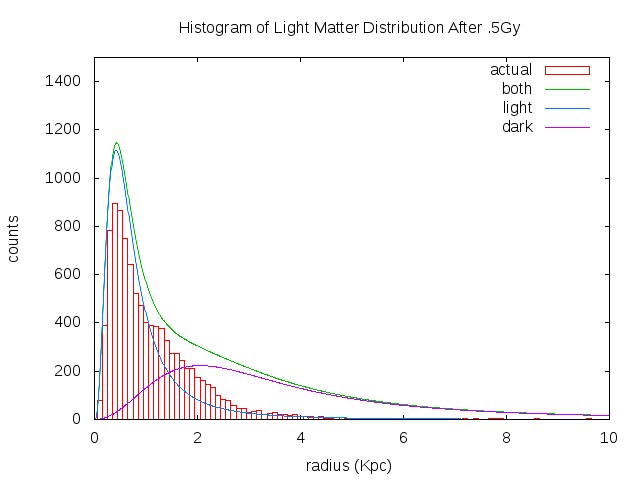 Histogram of Light Matter Distribution After .5Gy
actual
both
light
dark
1400
1200
1000
800
600
400
200
0
counts
0 2 4 6 8 10
radius (Kpc)